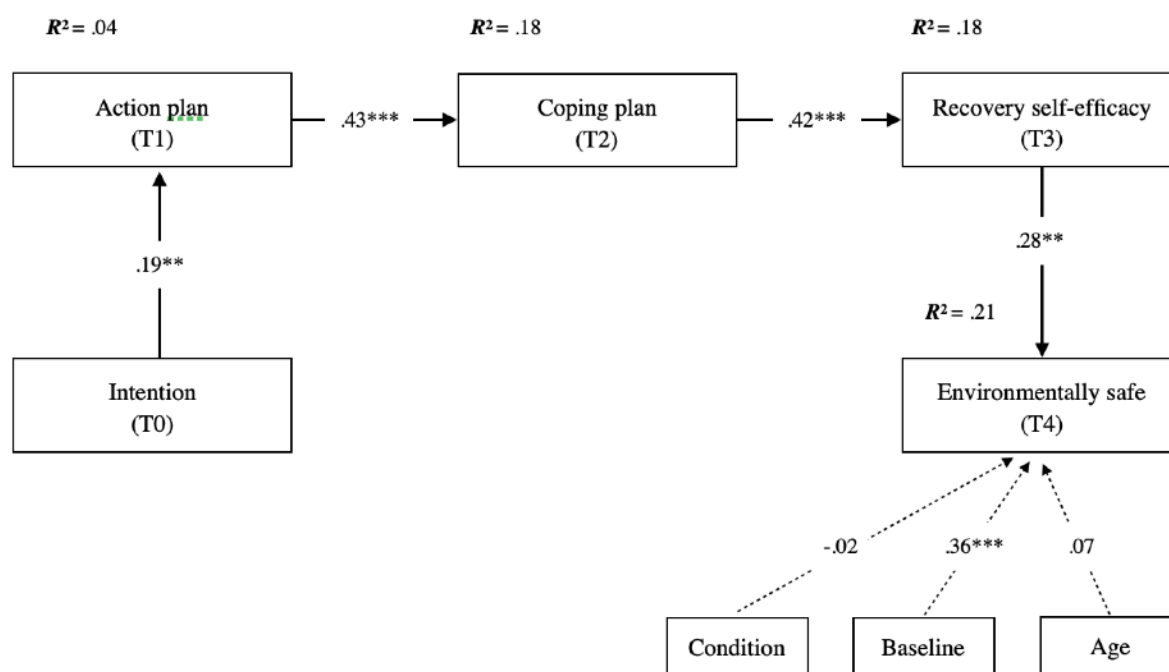 R² = .04
R² = .18
R² = .18
Action plan
(T1)
.43***
Coping plan
(T2)
.42***
Recovery self-efficacy
(T3)
.19**
.28**
R² = .21
Intention
(T0)
Environmentally safe
(T4)
-.02
.36***
.07
Condition
Baseline
Age